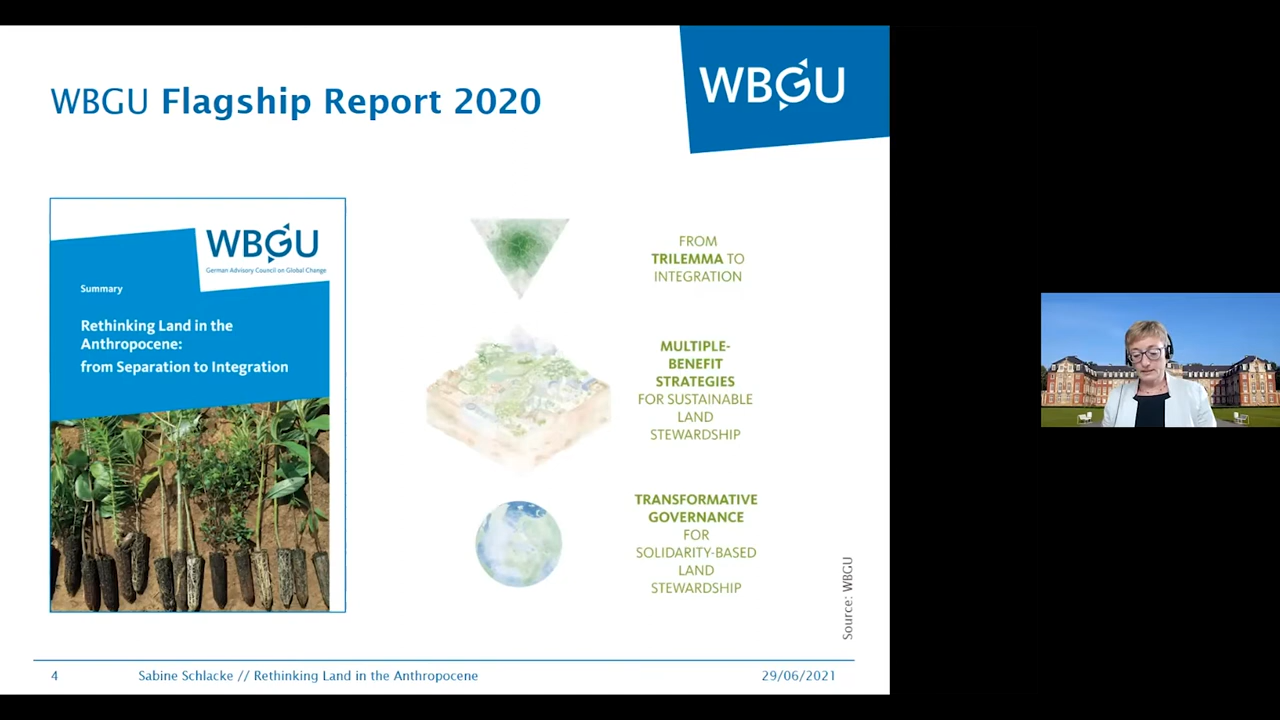 WBGU Flagship Report 2020
WBGU
WBGU
German Advisory Council on Global Change
Summary
Rethinking Land in the
Anthropocene:
from Separation to Integration
FROM
TRILEMMA TO
INTEGRATION
MULTIPLE-
BENEFIT
STRATEGIES
FOR SUSTAINABLE
LAND
STEWARDSHIP
TRANSFORMATIVE
GOVERNANCE
FOR
SOLIDARITY-BASED
LAND
STEWARDSHIP
Source: WBGU
4
Sabine Schlacke // Rethinking Land in the Anthropocene
29/06/2021